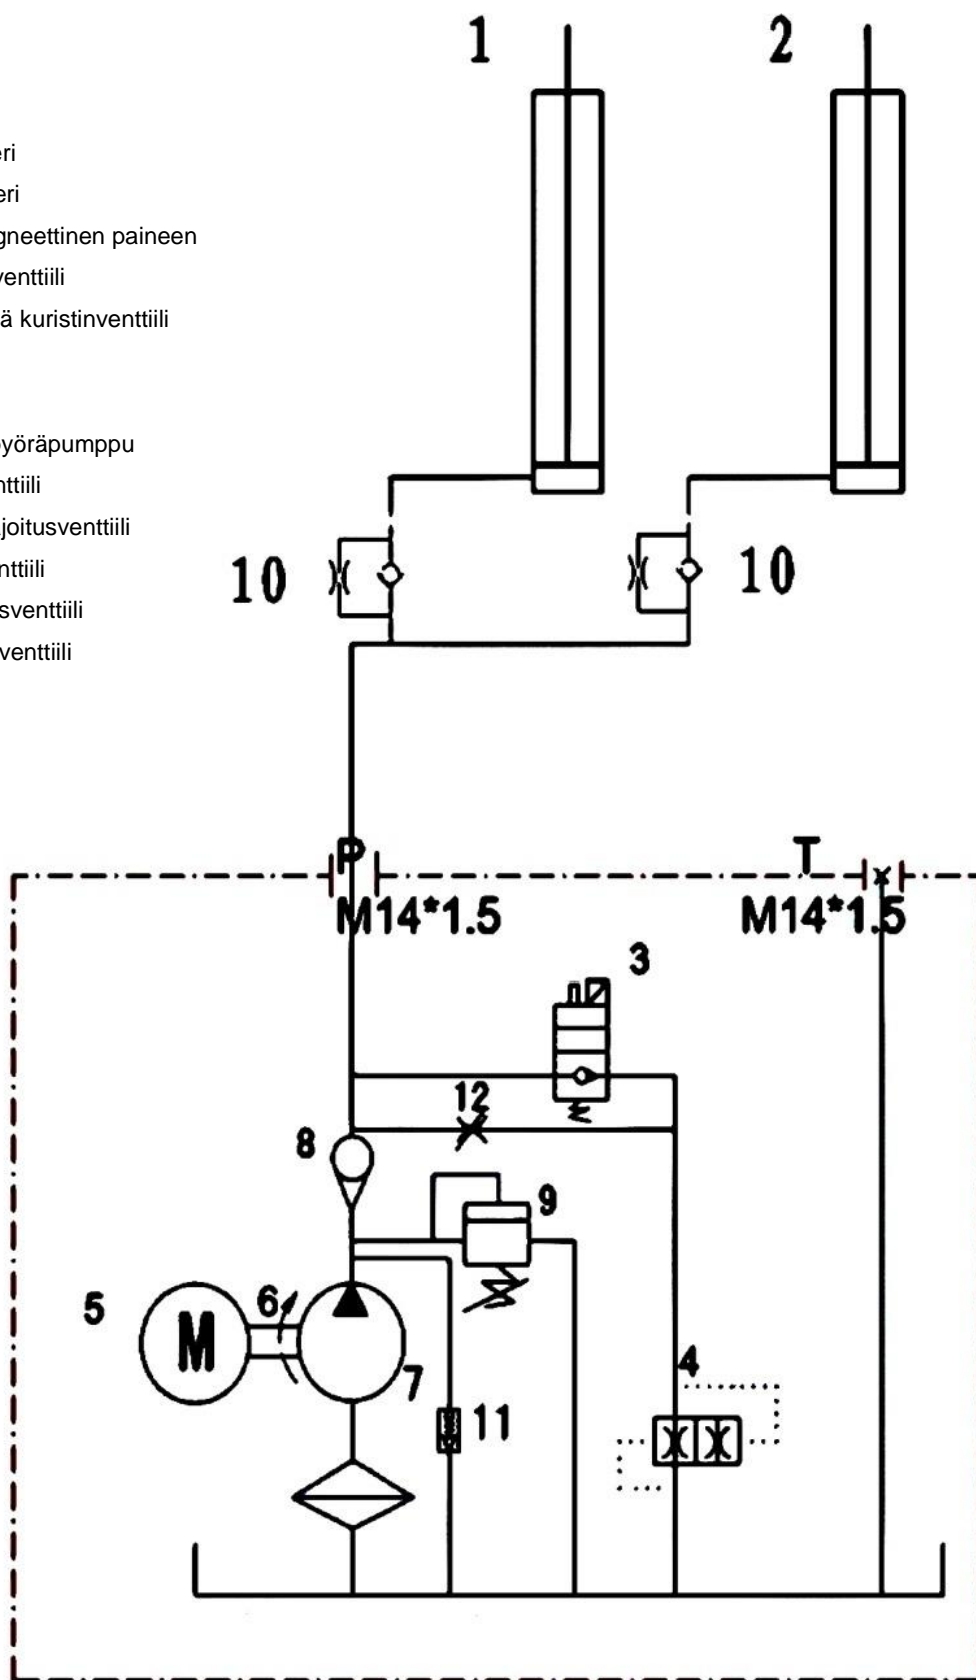 1
2
eri
eri
gneettinen paineen
venttiili
ä kuristinventtiili
yöräpumppu
nttiili
joitusventtiili
nttiili
sventtiili
venttiili
10
10
P
T
M14*1.5
M14*1.5
3
12
8
9
5
6
M
7
4
11